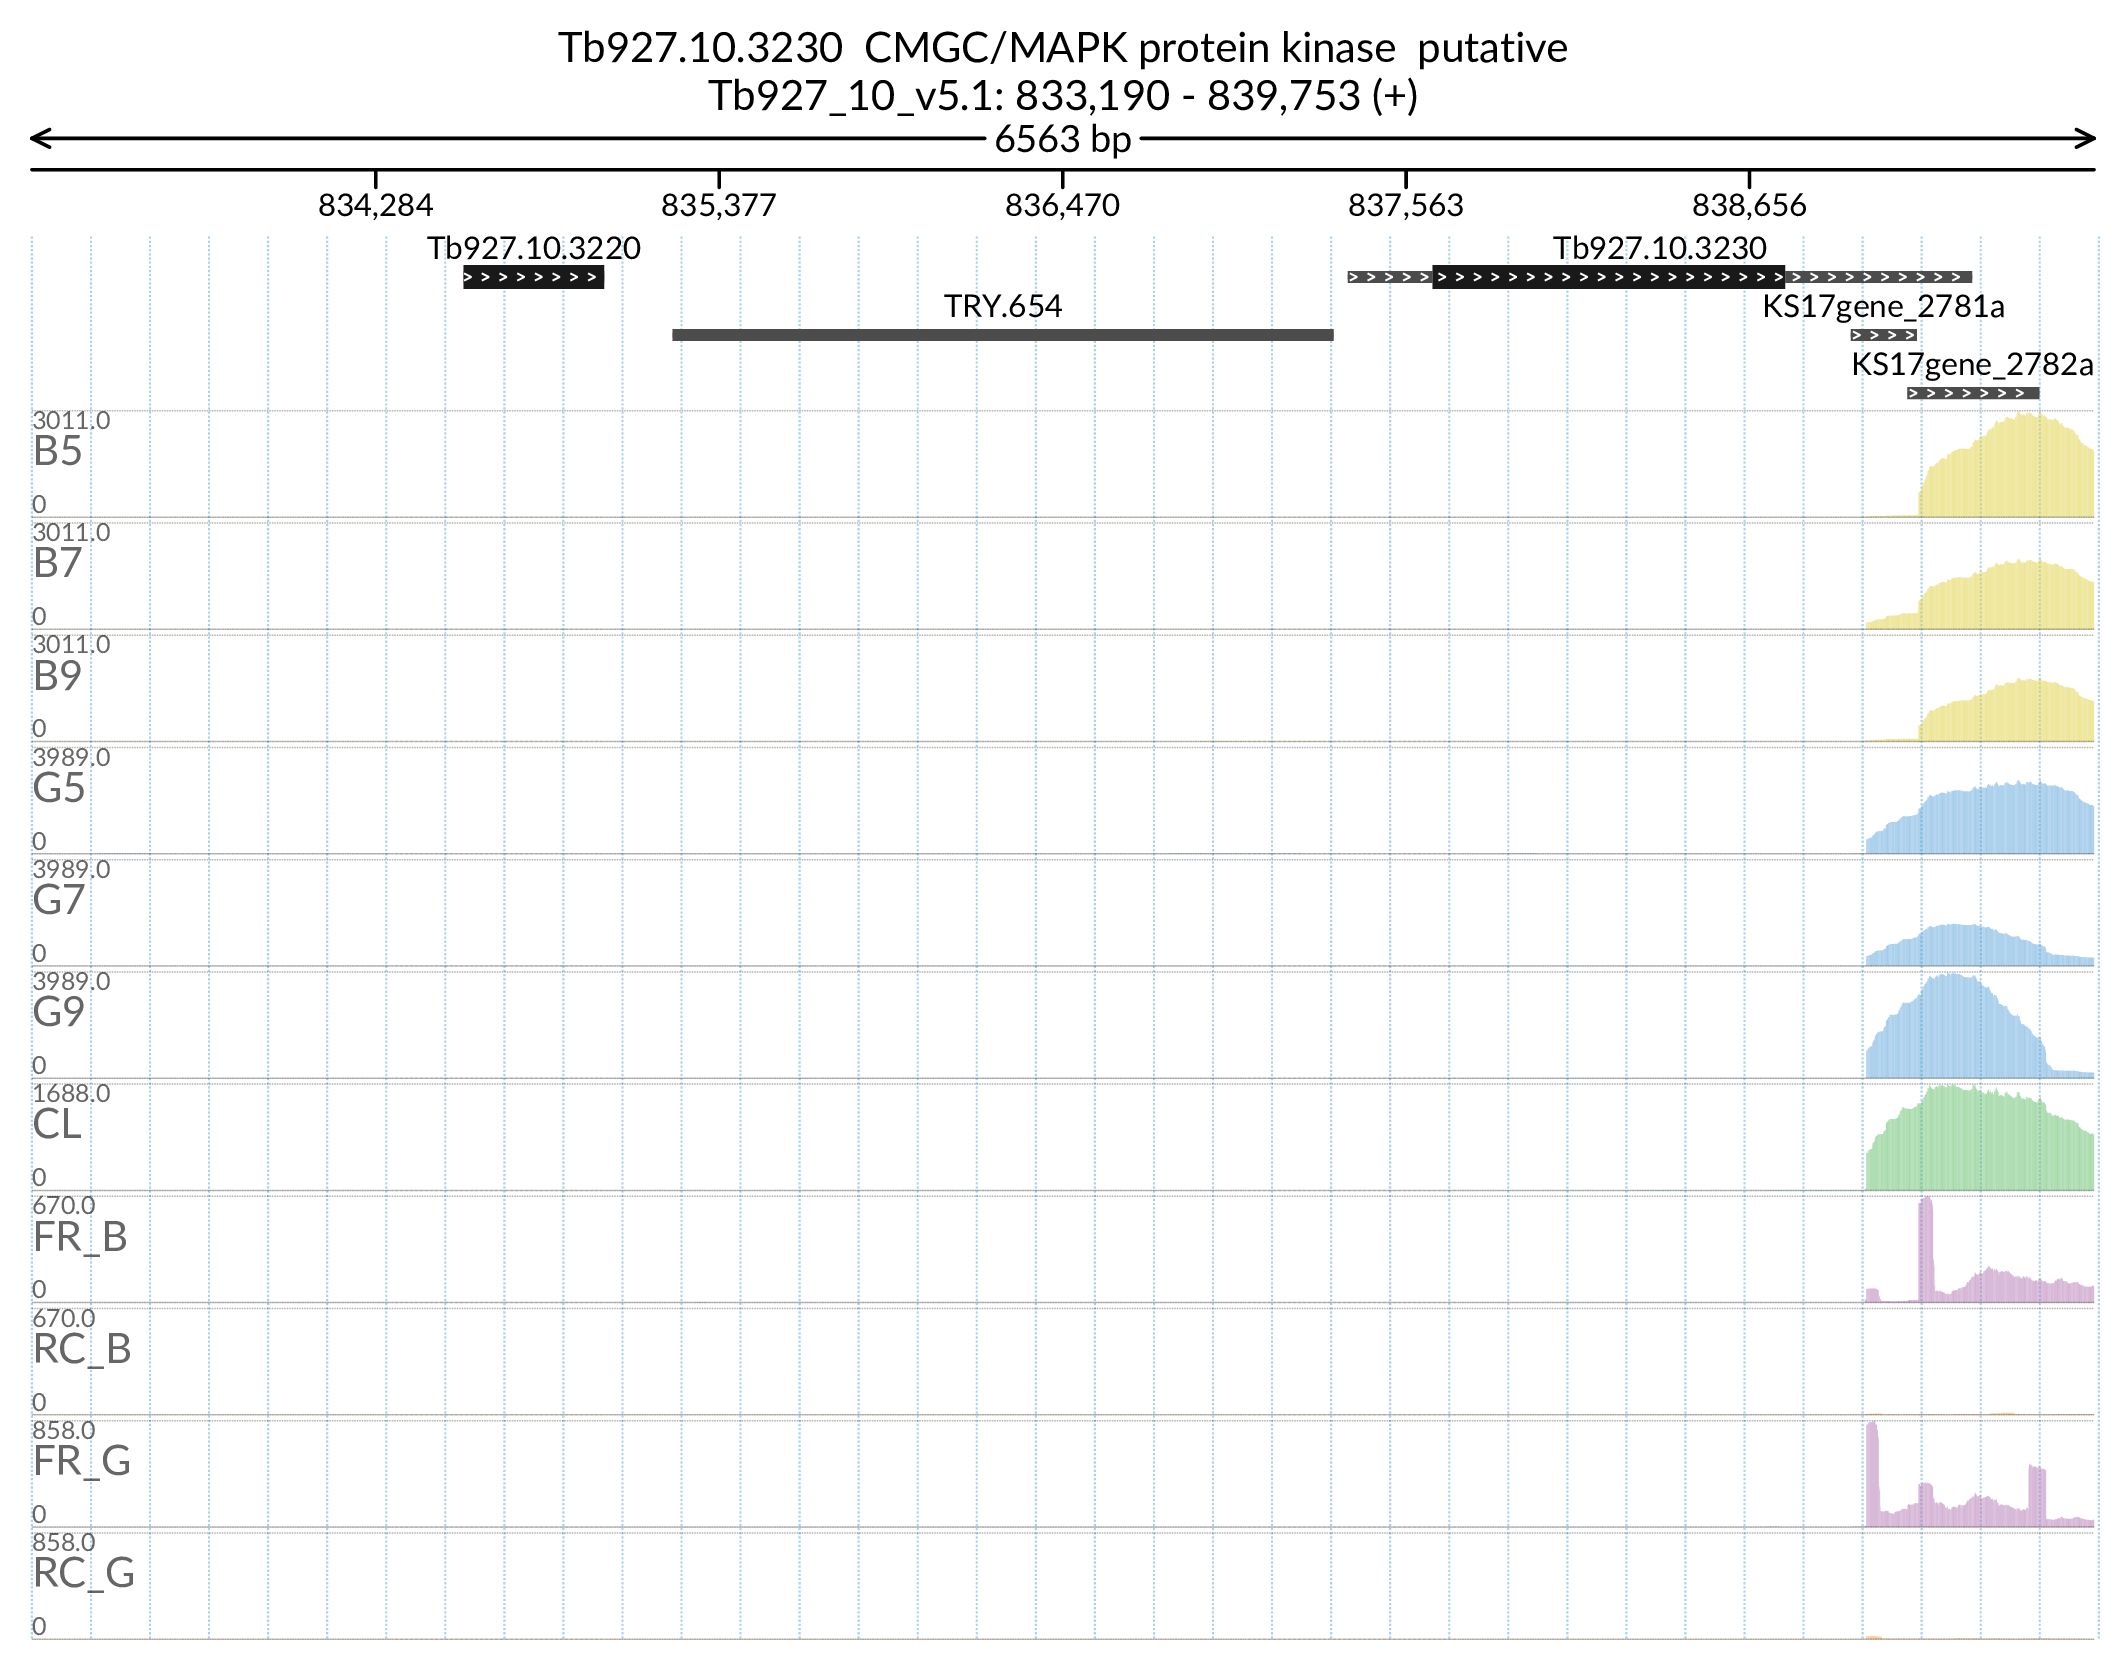 Tb927.10.3230  CMGC/MAPK protein kinase  putative
Tb927_10_v5.1: 833,190 - 839,753 (+)
6563 bp
834,284 835,377 836,470 837,563 838,656
Tb927.10.3220 Tb927.10.3230
TRY.654 KS17gene_2781a
KS17gene_2782a
3011.0
B5
0
3011.0
B7
0
3011.0
B9
0
3989.0
G5
0
3989.0
G7
0
3989.0
G9
0
1688.0
CL
0
670.0
FR_B
0
670.0
RC_B
0
858.0
FR_G
0
858.0
RC_G
0